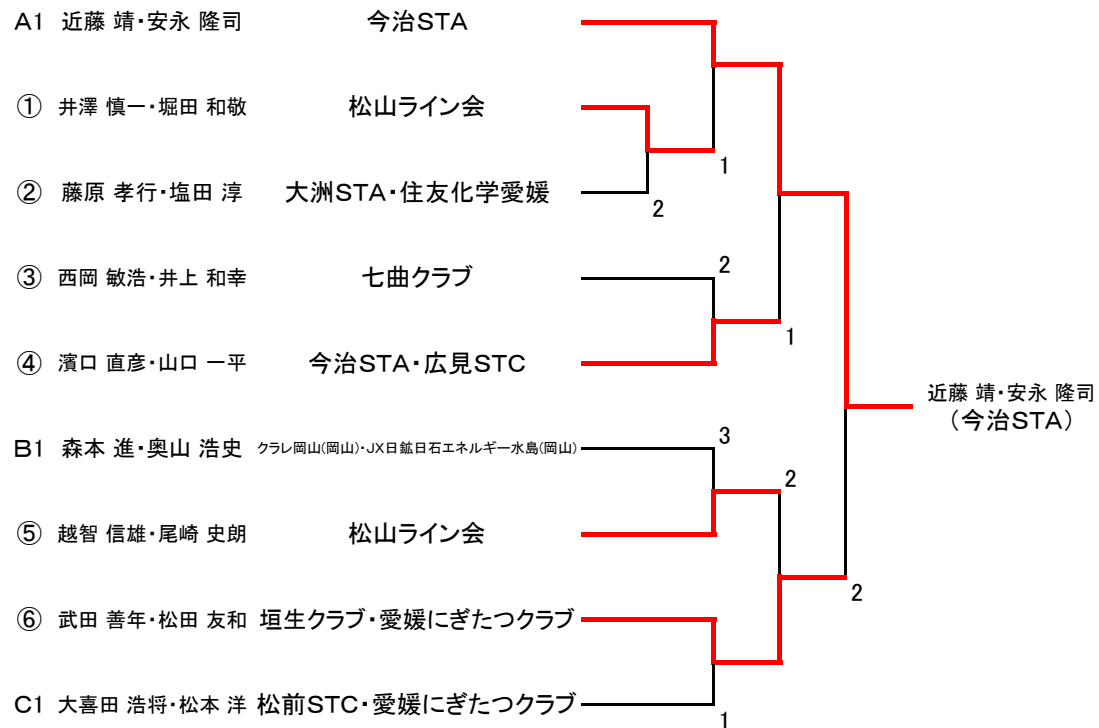 A1 近藤 靖・安永 隆司 今治STA
① 井澤 慎一・堀田 和敬 松山ライン会
1
② 藤原 孝行・塩田 淳 大洲STA・住友化学愛媛
2
③ 西岡 敏浩・井上 和幸 七曲クラブ
2
1
④ 濱口 直彦・山口 一平 今治STA・広見STC
近藤 靖・安永 隆司
(今治STA)
B1 森本 進・奥山 浩史 クラレ岡山(岡山)・JX日鉱日石エネルギー水島(岡山)
3
2
⑤ 越智 信雄・尾崎 史朗 松山ライン会
2
⑥ 武田 善年・松田 友和 垣生クラブ・愛媛にぎたつクラブ
C1 大喜田 浩将・松本 洋 松前STC・愛媛にぎたつクラブ
1